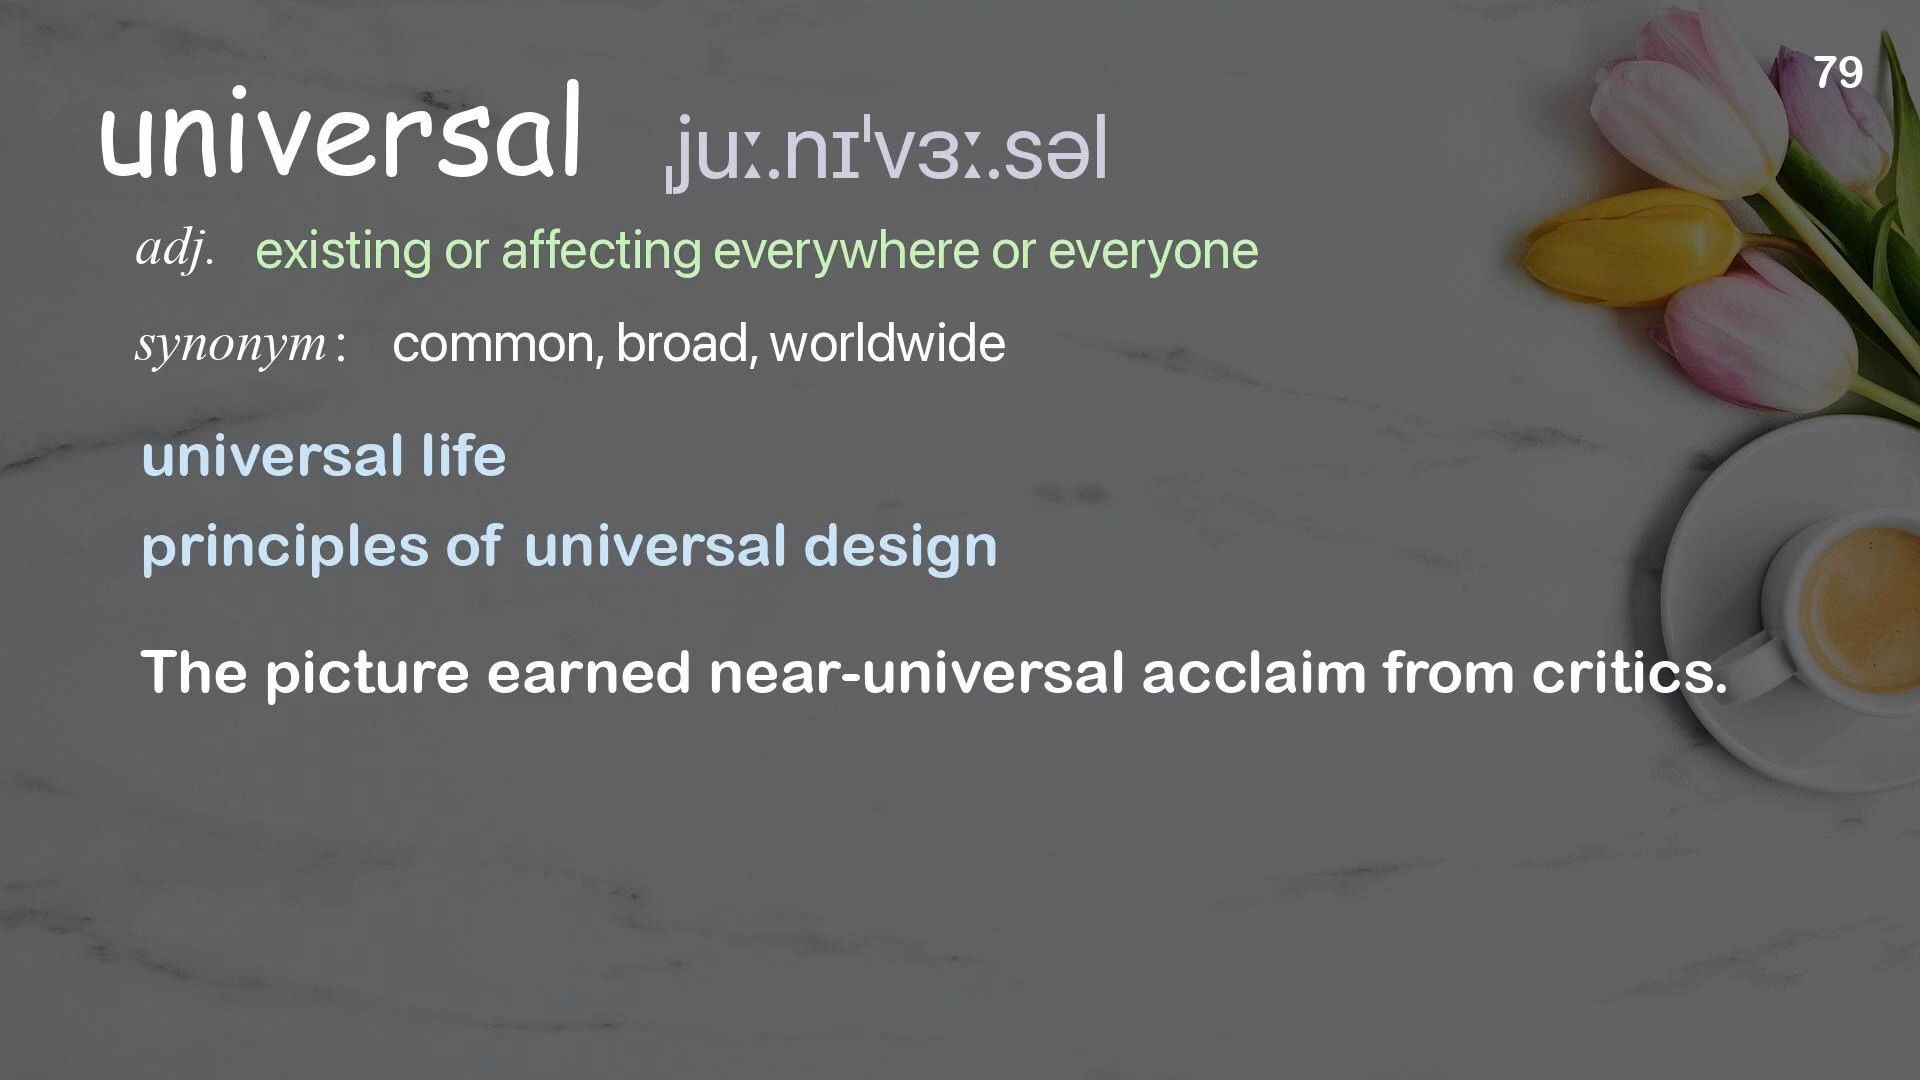 79
universal ˌjuː.nɪˈvɜː.səl
adj. existing or affecting everywhere or everyone
synonym : common, broad, worldwide
universal life
principles of universal design
The picture earned near-universal acclaim from critics.